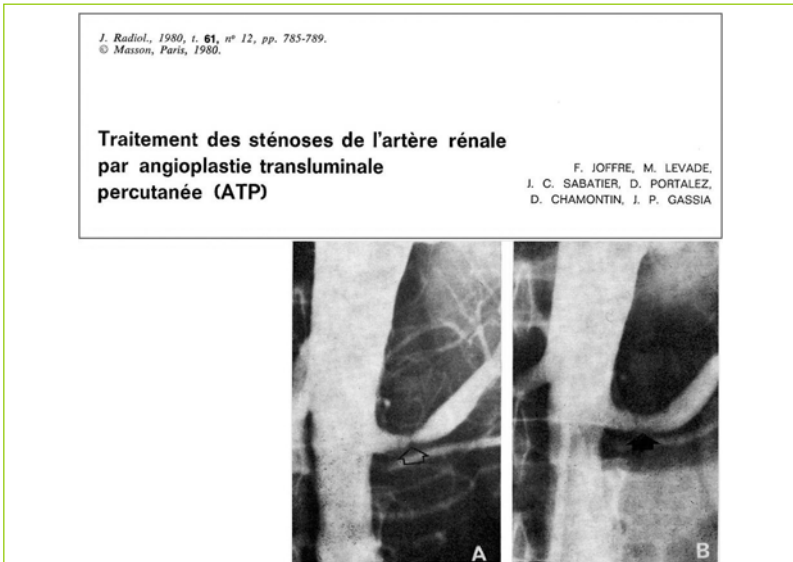 J. Radiol., 1980, t. 61, nº 12, pp. 785-789.
© Masson, Paris, 1980.
Traitement des sténoses de l'artère rénale
par angioplastie transluminale
percutanée (ATP)
F. JOFFRE, M. LEVADE,
J. C. SABATIER, D. PORTALEZ,
D. CHAMONTIN, J. P. GASSIA
A
B